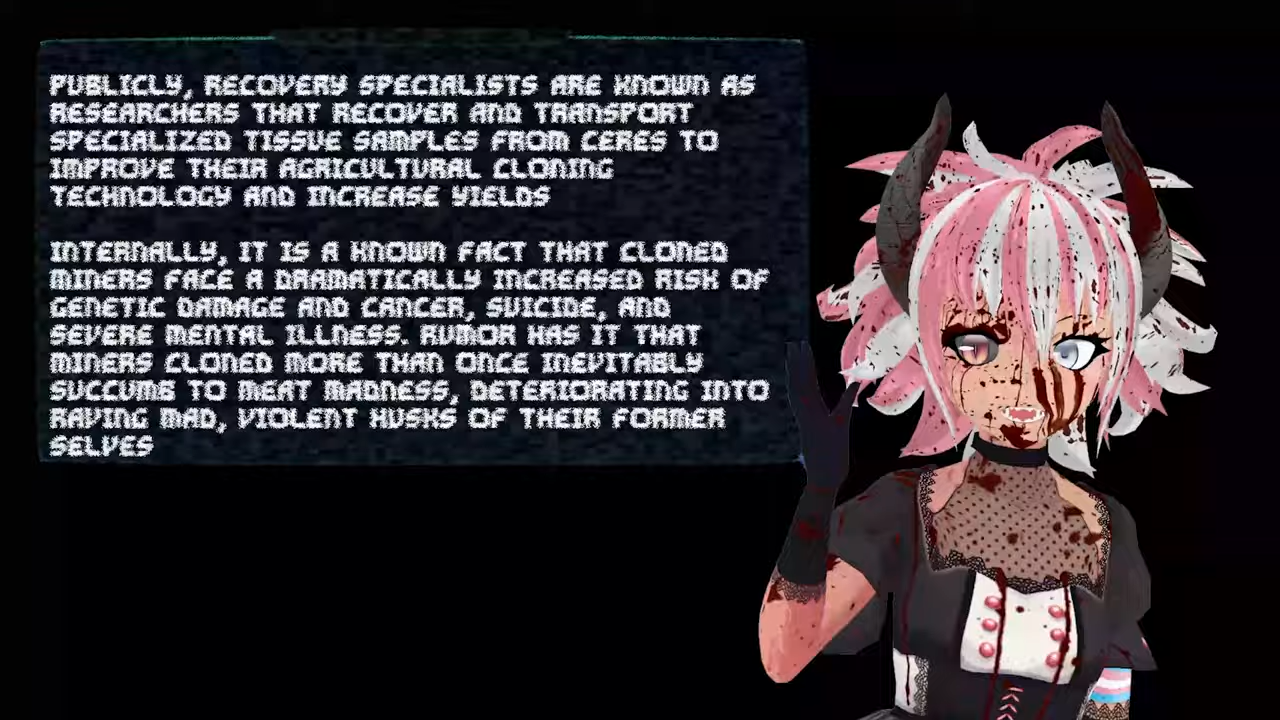 PUBLICLY, RECOVERY SPECIALISTS ARE KNOWN AS
RESEARCHERS THAT RECOVER AND TRANSPORT
SPECIALIZED TISSUE SAMPLES FROM CERES TO
IMPROVE THEIR AGRICULTURAL CLONING
TECHNOLOGY AND INCREASE YIELDS
INTERNALLY, IT IS A KNOWN FACT THAT CLONED
MINERS FACE A DRAMATICALLY INCREASED RISK OF
GENETIC DAMAGE AND CANCER, SUICIDE, AND
SEVERE MENTAL ILLNESS. RUMOR HAS IT THAT
MINERS CLONED MORE THAN ONCE INEVITABLY
SUCCUMB TO MEAT MADNESS, DETERIORATING INTO
RAVING MAD, VIOLENT HUSKS OF THEIR FORMER
SELVES